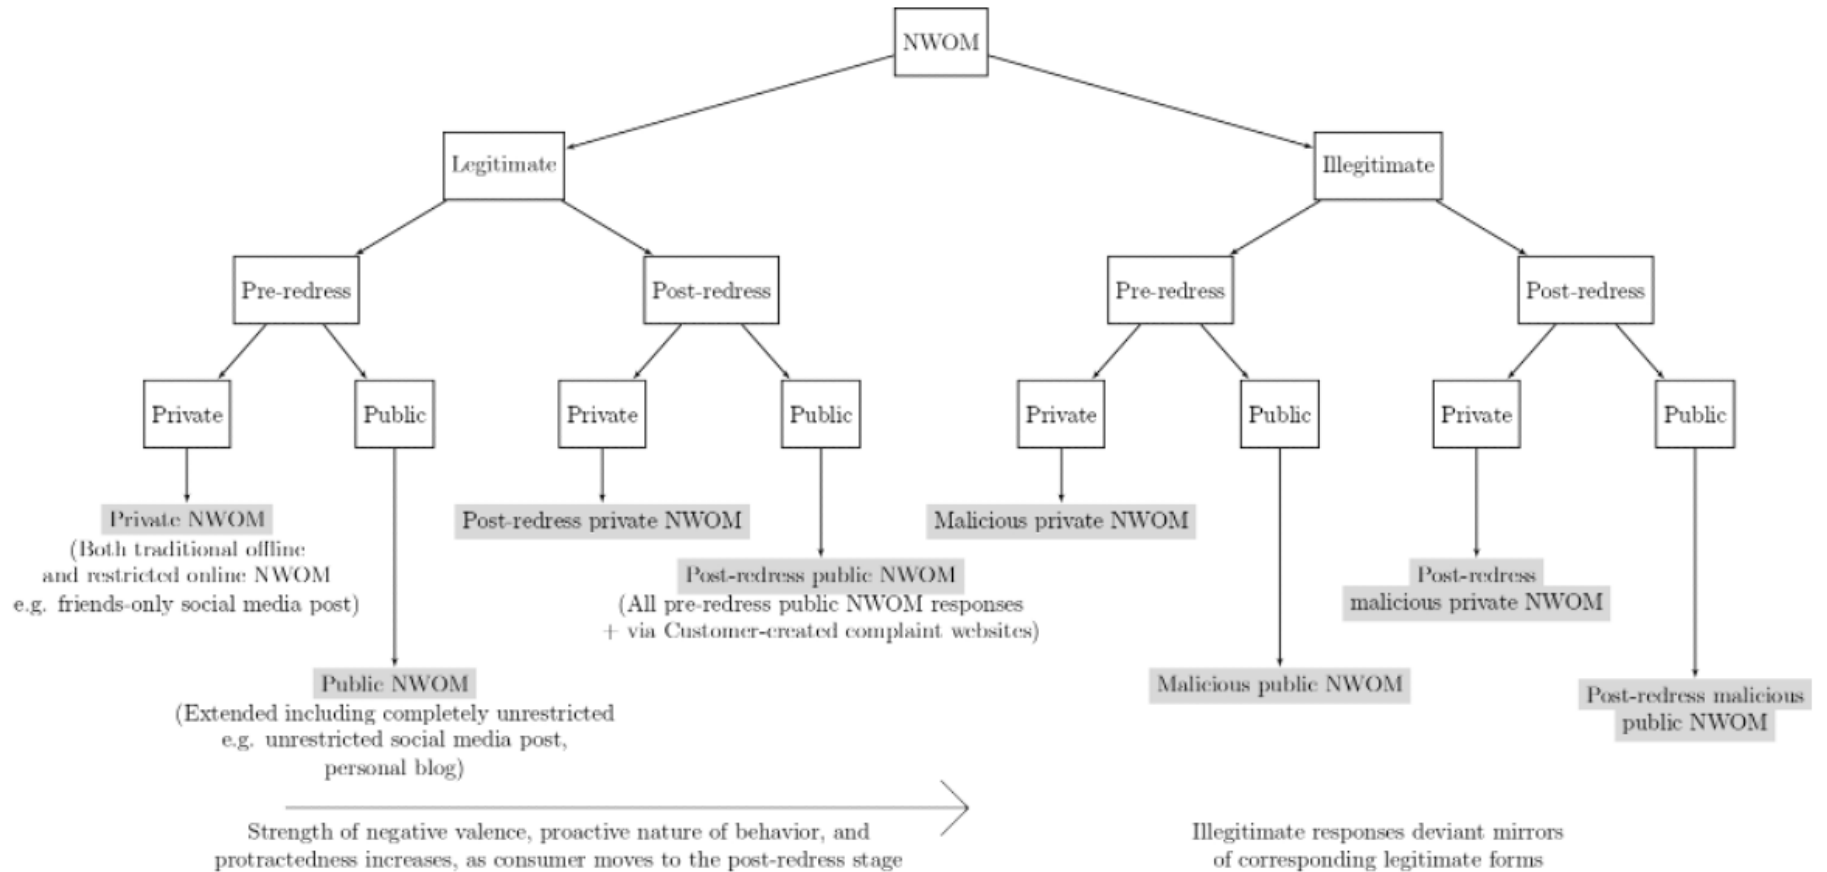 NWOM
Legitimate
Illegitimate
Pre-redress
Post-redress
Pre-redress
Post-redress
Private
Public
Private
Public
Private
Public
Private
Public
Private NWOM
(Both traditional offline
and restricted online NWOM
e.g. friends-only social media post)
Public NWOM
(Extended including completely unrestricted
e.g. unrestricted social media post,
personal blog)
Post-redress private NWOM
Post-redress public NWOM
(All pre-redress public NWOM responses
+ via Customer-created complaint websites)
Malicious private NWOM
Malicious public NWOM
Post-redress
malicious private NWOM
Post-redress malicious
public NWOM
Strength of negative valence, proactive nature of behavior, and
protractedness increases, as consumer moves to the post-redress stage
Illegitimate responses deviant mirrors
of corresponding legitimate forms